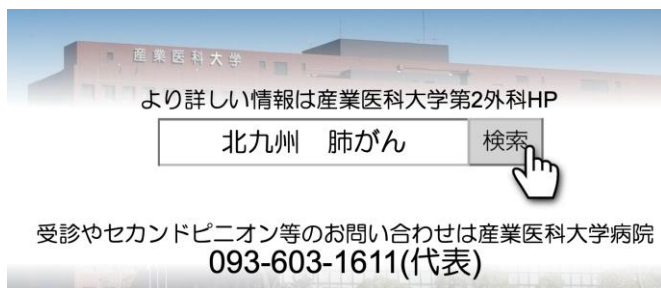 産業医科大学
より詳しい情報は産業医科大学第2外科HP
北九州　肺がん　検索
受診やセカンドピニオン等のお問い合わせは産業医科大学病院
093-603-1611(代表)